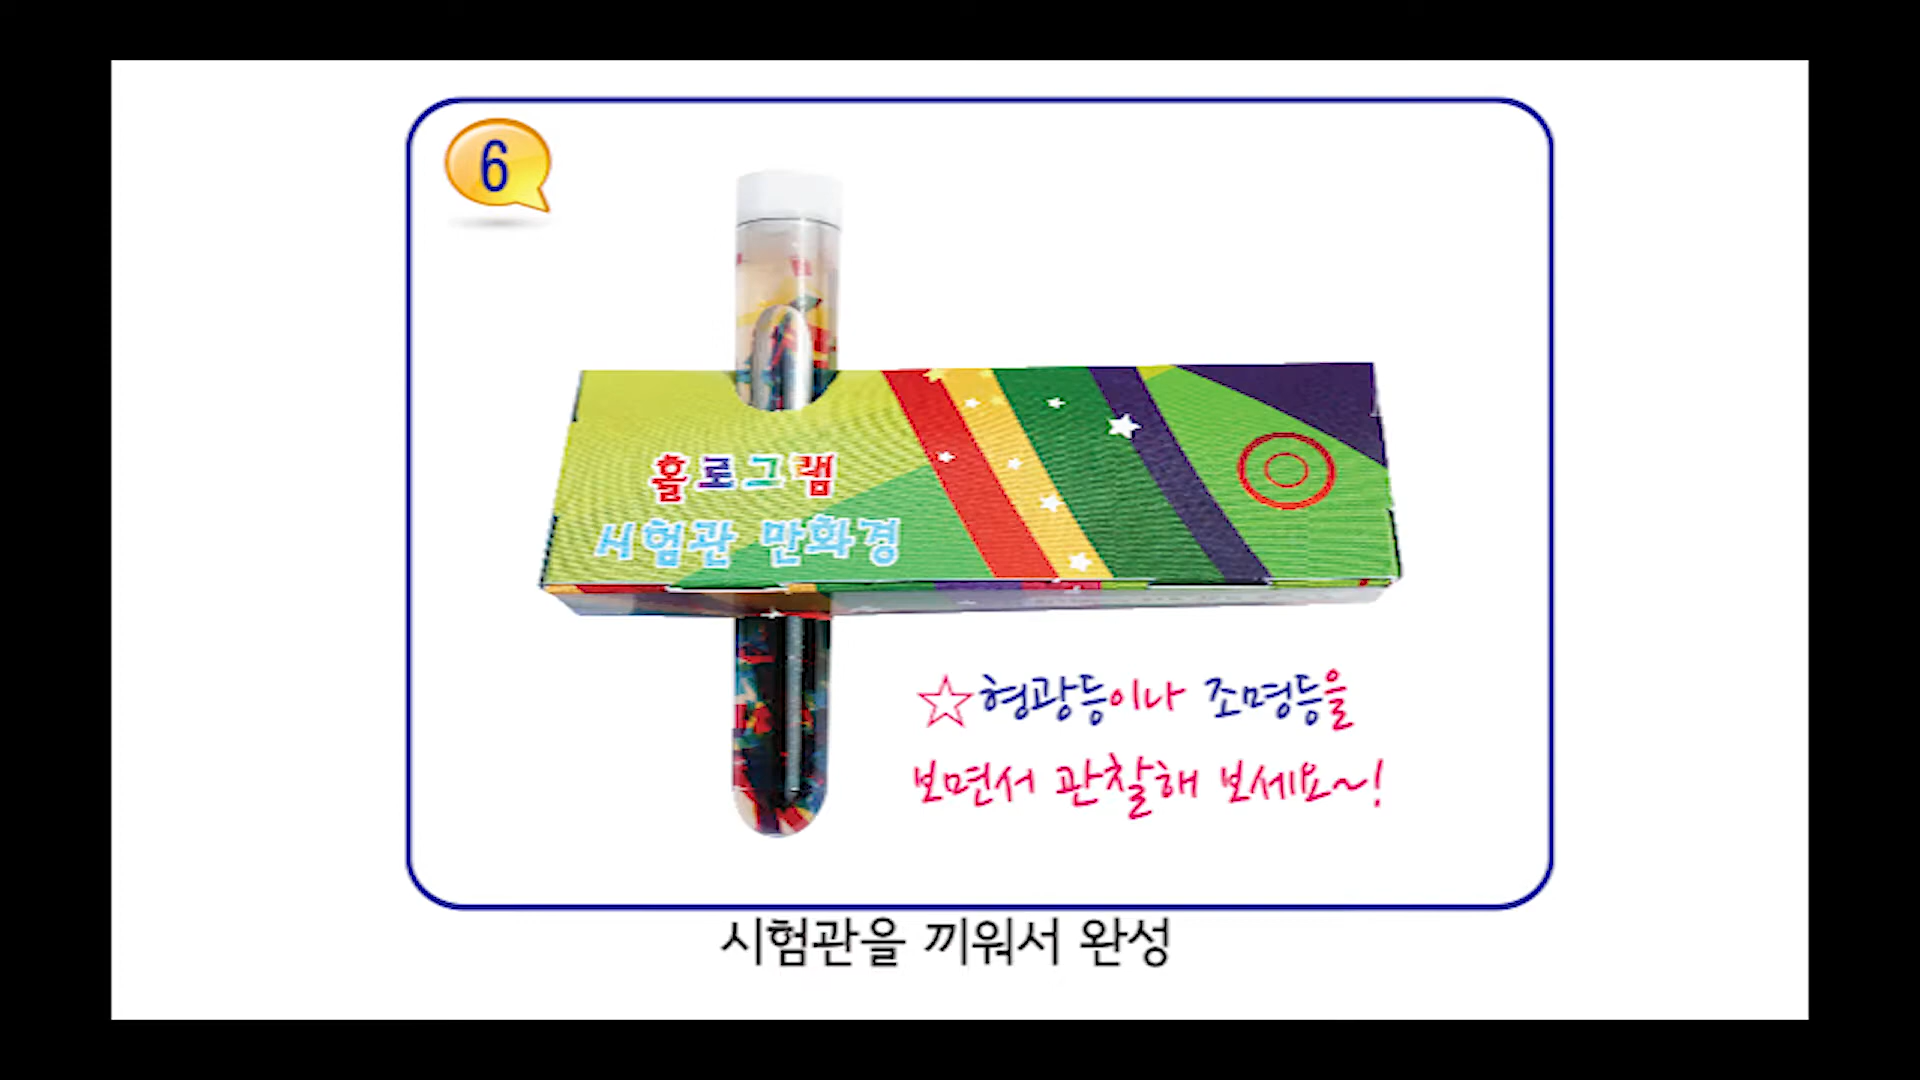 6
홀로그램
시험관 만화경
☆형광등이나 조명등을
보면서 관찰해 보세요~!
시험관을 끼워서 완성